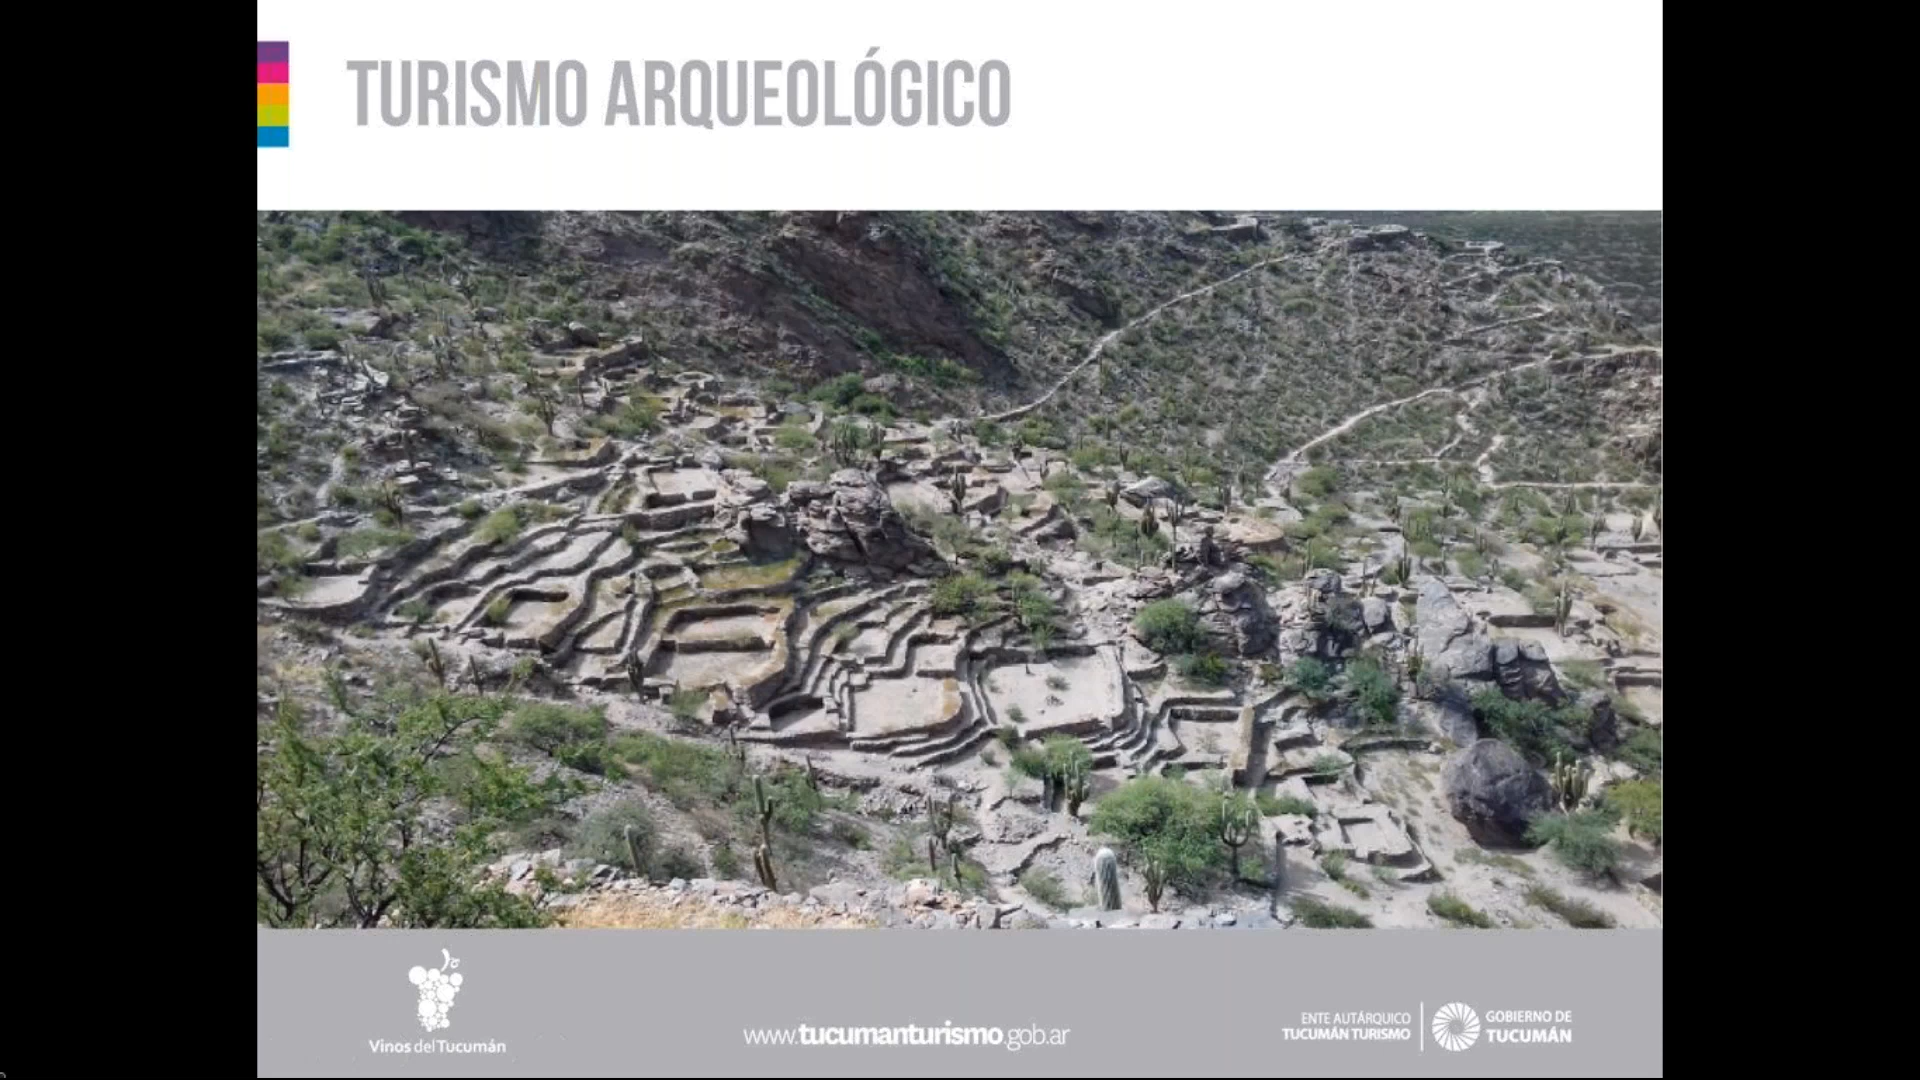 TURISMO ARQUEOLÓGICO
Vinos del Tucumán
www.tucumanturismo.gob.ar
ENTE AUTÁRQUICO
TUCUMÁN TURISMO
GOBIERNO DE
TUCUMÁN